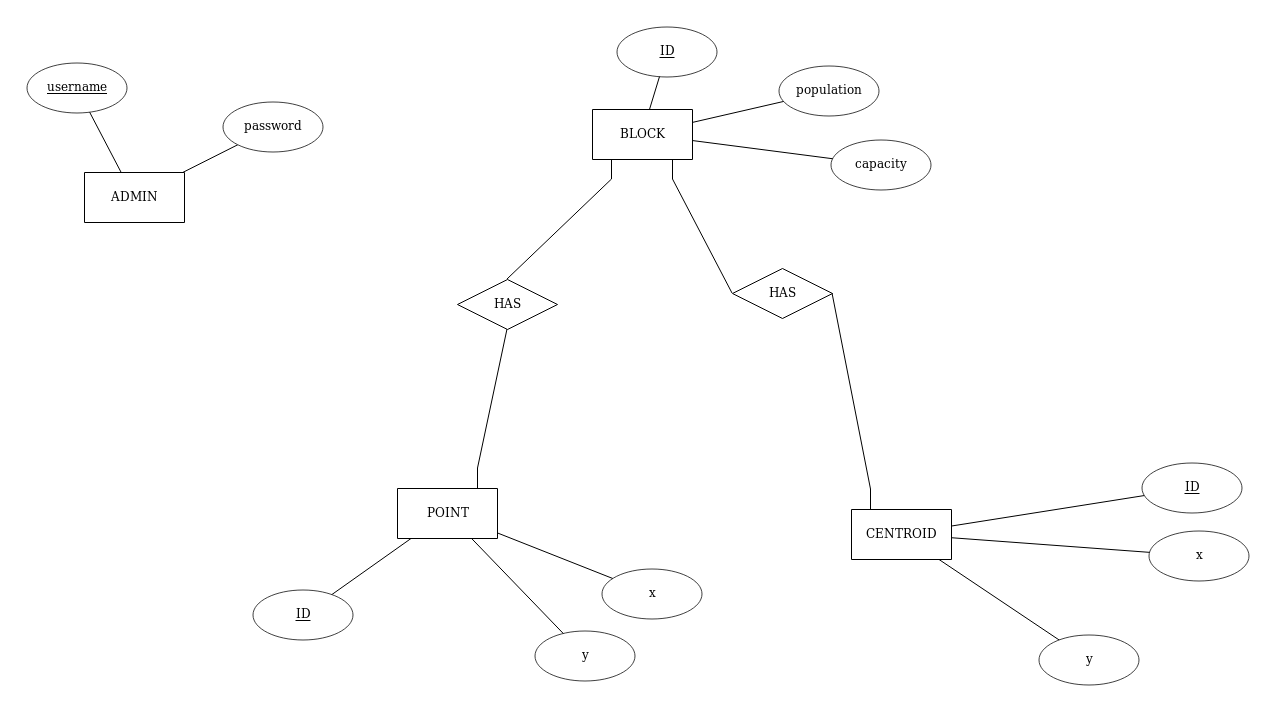 ID
username
population
password
BLOCK
capacity
ADMIN
HAS
HAS
ID
POINT
CENTROID
x
x
ID
y
y